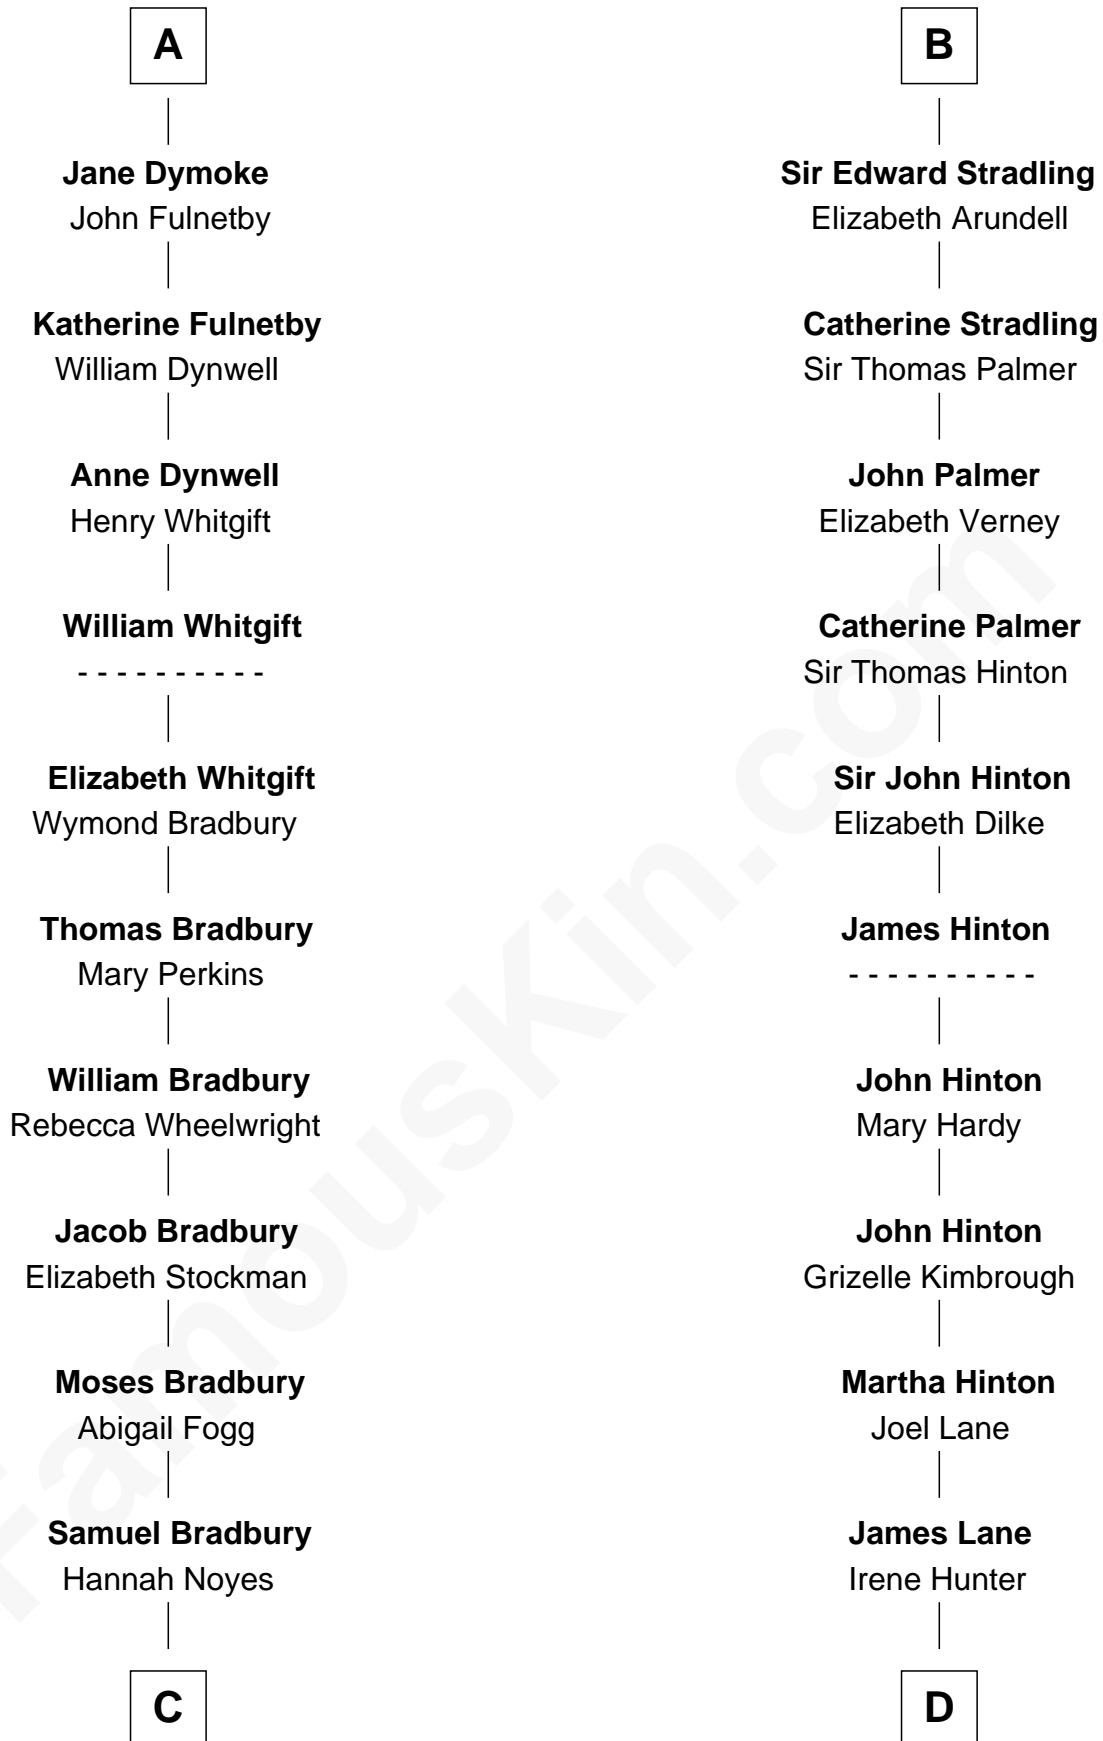 A
Jane Dymoke
John Fulnetby
Katherine Fulnetby
William Dynwell
Anne Dynwell
Henry Whitgift
William Whitgift
- - - - - - - - - -
Elizabeth Whitgift
Wymond Bradbury
Thomas Bradbury
Mary Perkins
William Bradbury
Rebecca Wheelwright
Jacob Bradbury
Elizabeth Stockman
Moses Bradbury
Abigail Fogg
Samuel Bradbury
Hannah Noyes
C
B
Sir Edward Stradling
Elizabeth Arundell
Catherine Stradling
Sir Thomas Palmer
John Palmer
Elizabeth Verney
Catherine Palmer
Sir Thomas Hinton
Sir John Hinton
Elizabeth Dilke
James Hinton
- - - - - - - - - -
John Hinton
Mary Hardy
John Hinton
Grizelle Kimbrough
Martha Hinton
Joel Lane
James Lane
Irene Hunter
D
FamousKin.com